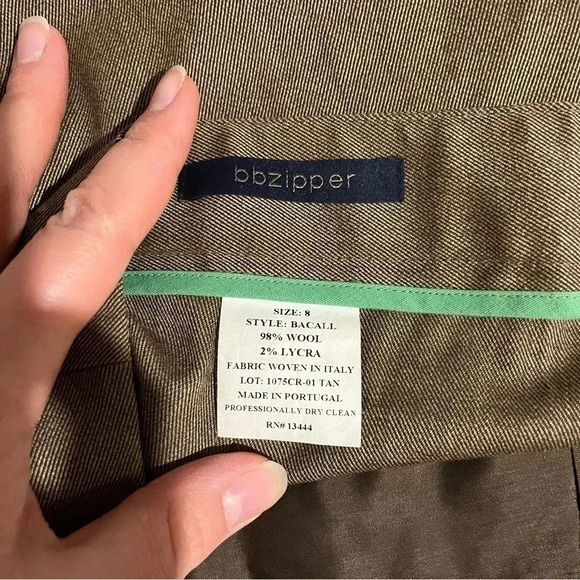 bbzipper
SIZE: 8
STYLE: BACALL
98% WOOL
2% LYCRA
FABRIC WOVEN IN ITALY
LOT: 1075CR-01 TAN
MADE IN PORTUGAL
PROFESSIONALLY DRY CLEAN
RN# 13444